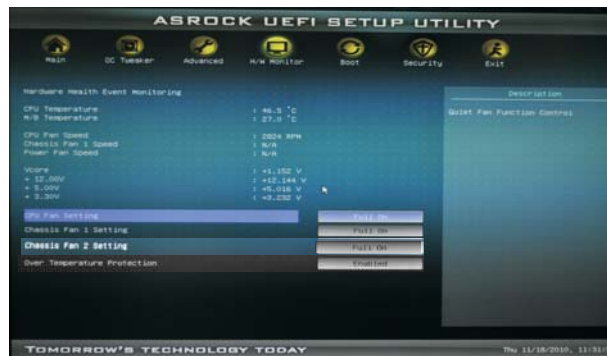 ASROCK UEFI SETUP UTILITY
Main OC Tweaker Advanced H/W Monitor Boot Security Exit
Hardware Health Event Monitoring
Description
CPU Temperature : 46.5 °C
M/B Temperature : 27.0 °C
Quiet Fan Function Control
CPU Fan Speed : 2824 RPM
Chassis Fan 1 Speed : N/A
Power Fan Speed : N/A
Vcore : +1.152 V
+ 12.00V : +12.144 V
+ 5.00V : +5.016 V
+ 3.30V : +3.232 V
CPU Fan Setting Full On
Chassis Fan 1 Setting Full On
Chassis Fan 2 Setting Full On
Over Temperature Protection Enabled
TOMORROW'S TECHNOLOGY TODAY
Thu 11/18/2010, 11:31: